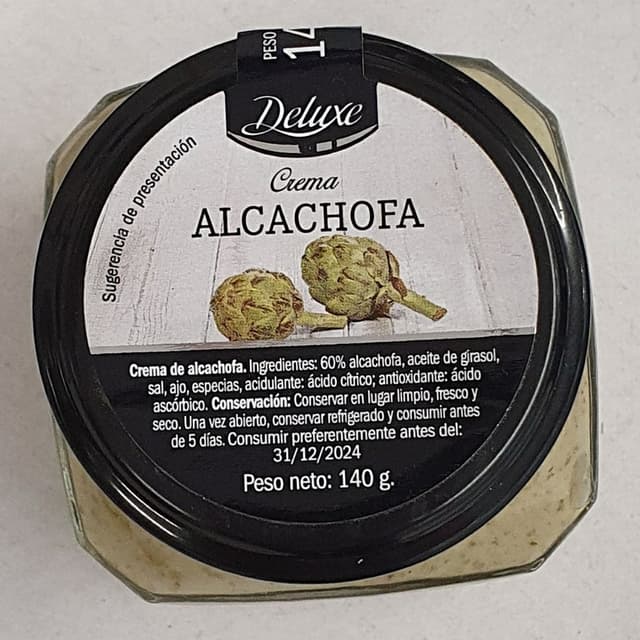 PESO
14
Deluxe
Crema
ALCACHOFA
Sugerencia de presentación
Crema de alcachofa. Ingredientes: 60% alcachofa, aceite de girasol,
sal, ajo, especias, acidulante: ácido cítrico; antioxidante: ácido
ascórbico. Conservación: Conservar en lugar limpio, fresco y
seco. Una vez abierto, conservar refrigerado y consumir antes
de 5 días. Consumir preferentemente antes del:
31/12/2024
Peso neto: 140 g.